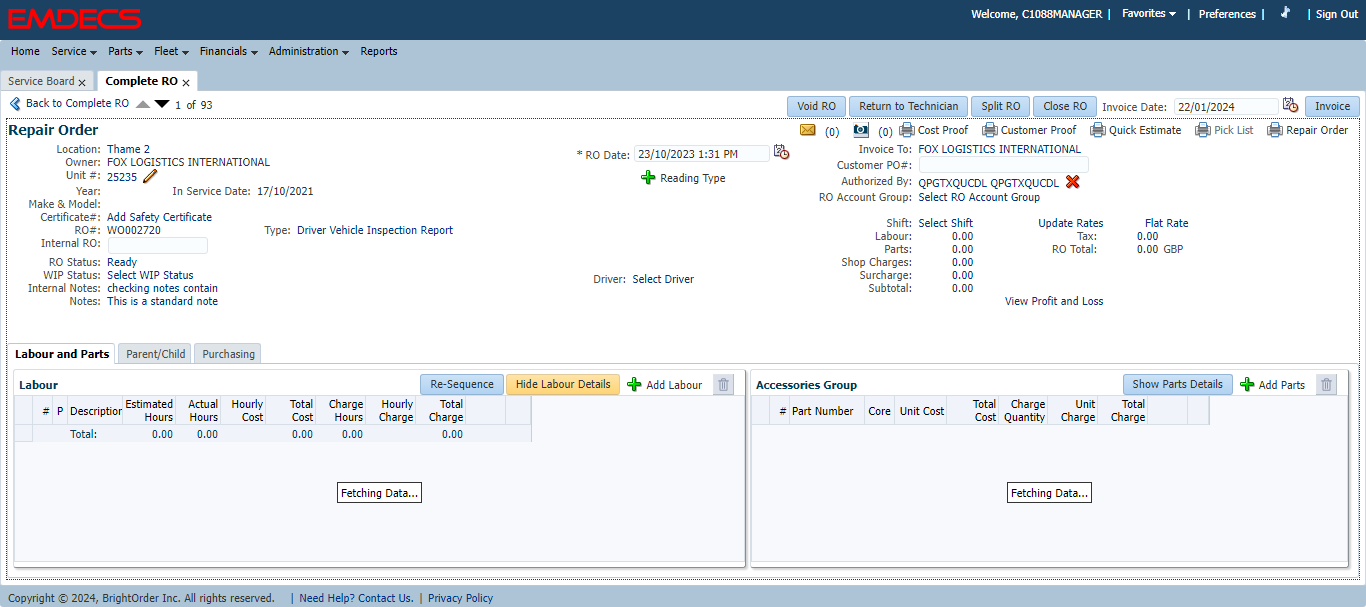 EMDECS
Welcome, C1088MANAGER | Favorites | Preferences | | Sign Out
Home Service Parts Fleet Financials Administration Reports
Service Board x Complete RO x
Back to Complete RO 1 of 93
Void RO Return to Technician Split RO Close RO Invoice Date: 22/01/2024 Invoice
Repair Order
(0) (0) Cost Proof Customer Proof Quick Estimate Pick List Repair Order
Location: Thame 2
Owner: FOX LOGISTICS INTERNATIONAL
Unit #: 25235
Year: In Service Date: 17/10/2021
Make & Model:
Certificate#: Add Safety Certificate
RO#: WO002720 Type: Driver Vehicle Inspection Report
Internal RO:
RO Status: Ready
WIP Status: Select WIP Status
Internal Notes: checking notes contain
Notes: This is a standard note
* RO Date: 23/10/2023 1:31 PM
Reading Type
Driver: Select Driver
Invoice To: FOX LOGISTICS INTERNATIONAL
Customer PO#:
Authorized By: QPGTXQUCDL QPGTXQUCDL
RO Account Group: Select RO Account Group
Shift: Select Shift Update Rates Flat Rate
Labour: 0.00 Tax: 0.00
Parts: 0.00 RO Total: 0.00 GBP
Shop Charges: 0.00
Surcharge: 0.00
Subtotal: 0.00
View Profit and Loss
Labour and Parts Parent/Child Purchasing
Labour Re-Sequence Hide Labour Details Add Labour
# P Description Estimated Hours Actual Hours Hourly Cost Total Cost Charge Hours Hourly Charge Total Charge
Total: 0.00 0.00 0.00 0.00 0.00
Fetching Data...
Accessories Group Show Parts Details Add Parts
# Part Number Core Unit Cost Total Cost Charge Quantity Unit Charge Total Charge
Fetching Data...
Copyright © 2024, BrightOrder Inc. All rights reserved. | Need Help? Contact Us. | Privacy Policy